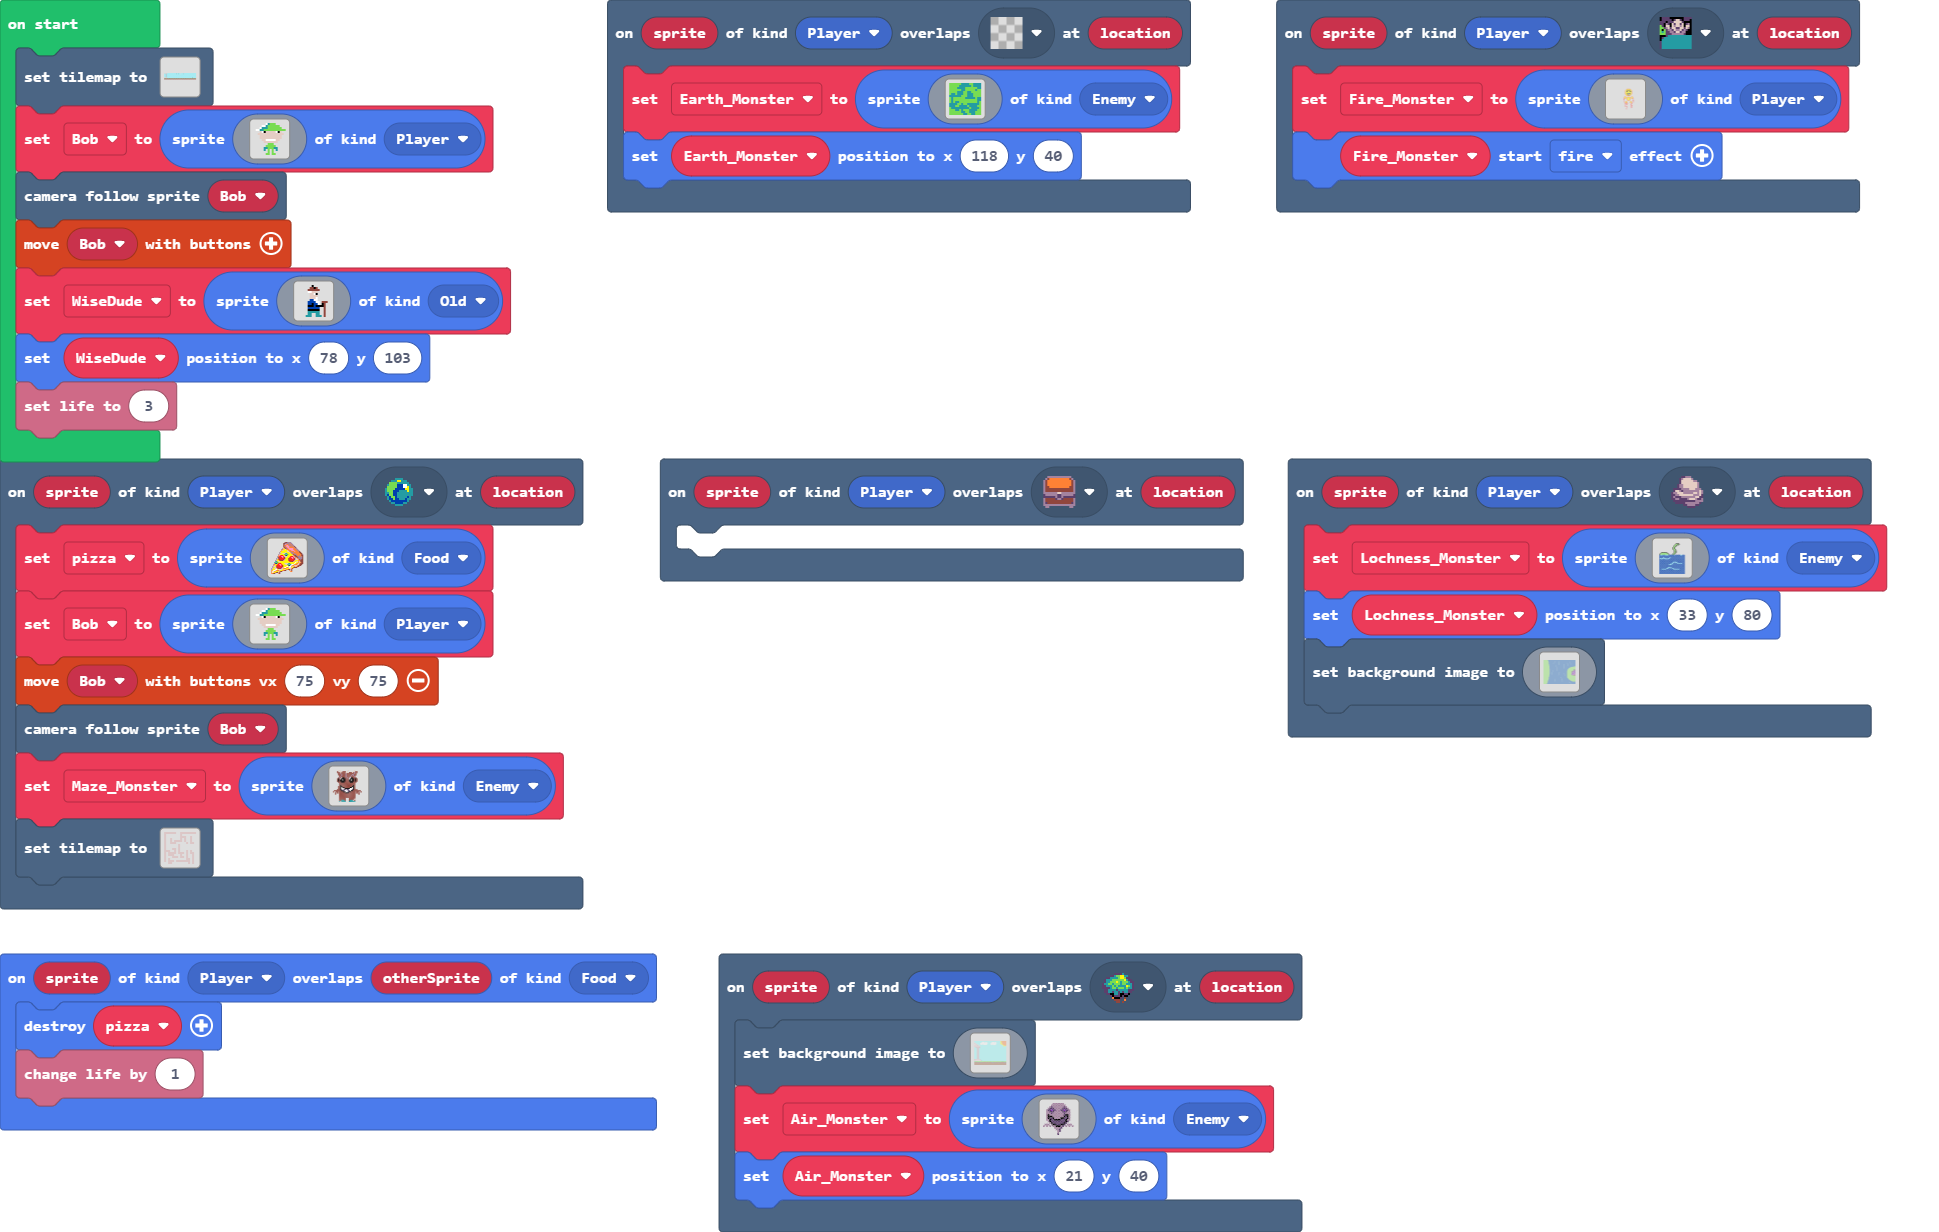 on start
set tilemap to
set Bob to sprite of kind Player
camera follow sprite Bob
move Bob with buttons
set WiseDude to sprite of kind Old
set WiseDude position to x 78 y 103
set life to 3
on sprite of kind Player overlaps at location
set Earth_Monster to sprite of kind Enemy
set Earth_Monster position to x 118 y 40
on sprite of kind Player overlaps at location
set Fire_Monster to sprite of kind Player
Fire_Monster start fire effect
on sprite of kind Player overlaps at location
set pizza to sprite of kind Food
set Bob to sprite of kind Player
move Bob with buttons vx 75 vy 75
camera follow sprite Bob
set Maze_Monster to sprite of kind Enemy
set tilemap to
on sprite of kind Player overlaps at location
on sprite of kind Player overlaps at location
set Lochness_Monster to sprite of kind Enemy
set Lochness_Monster position to x 33 y 80
set background image to
on sprite of kind Player overlaps otherSprite of kind Food
destroy pizza
change life by 1
on sprite of kind Player overlaps at location
set background image to
set Air_Monster to sprite of kind Enemy
set Air_Monster position to x 21 y 40